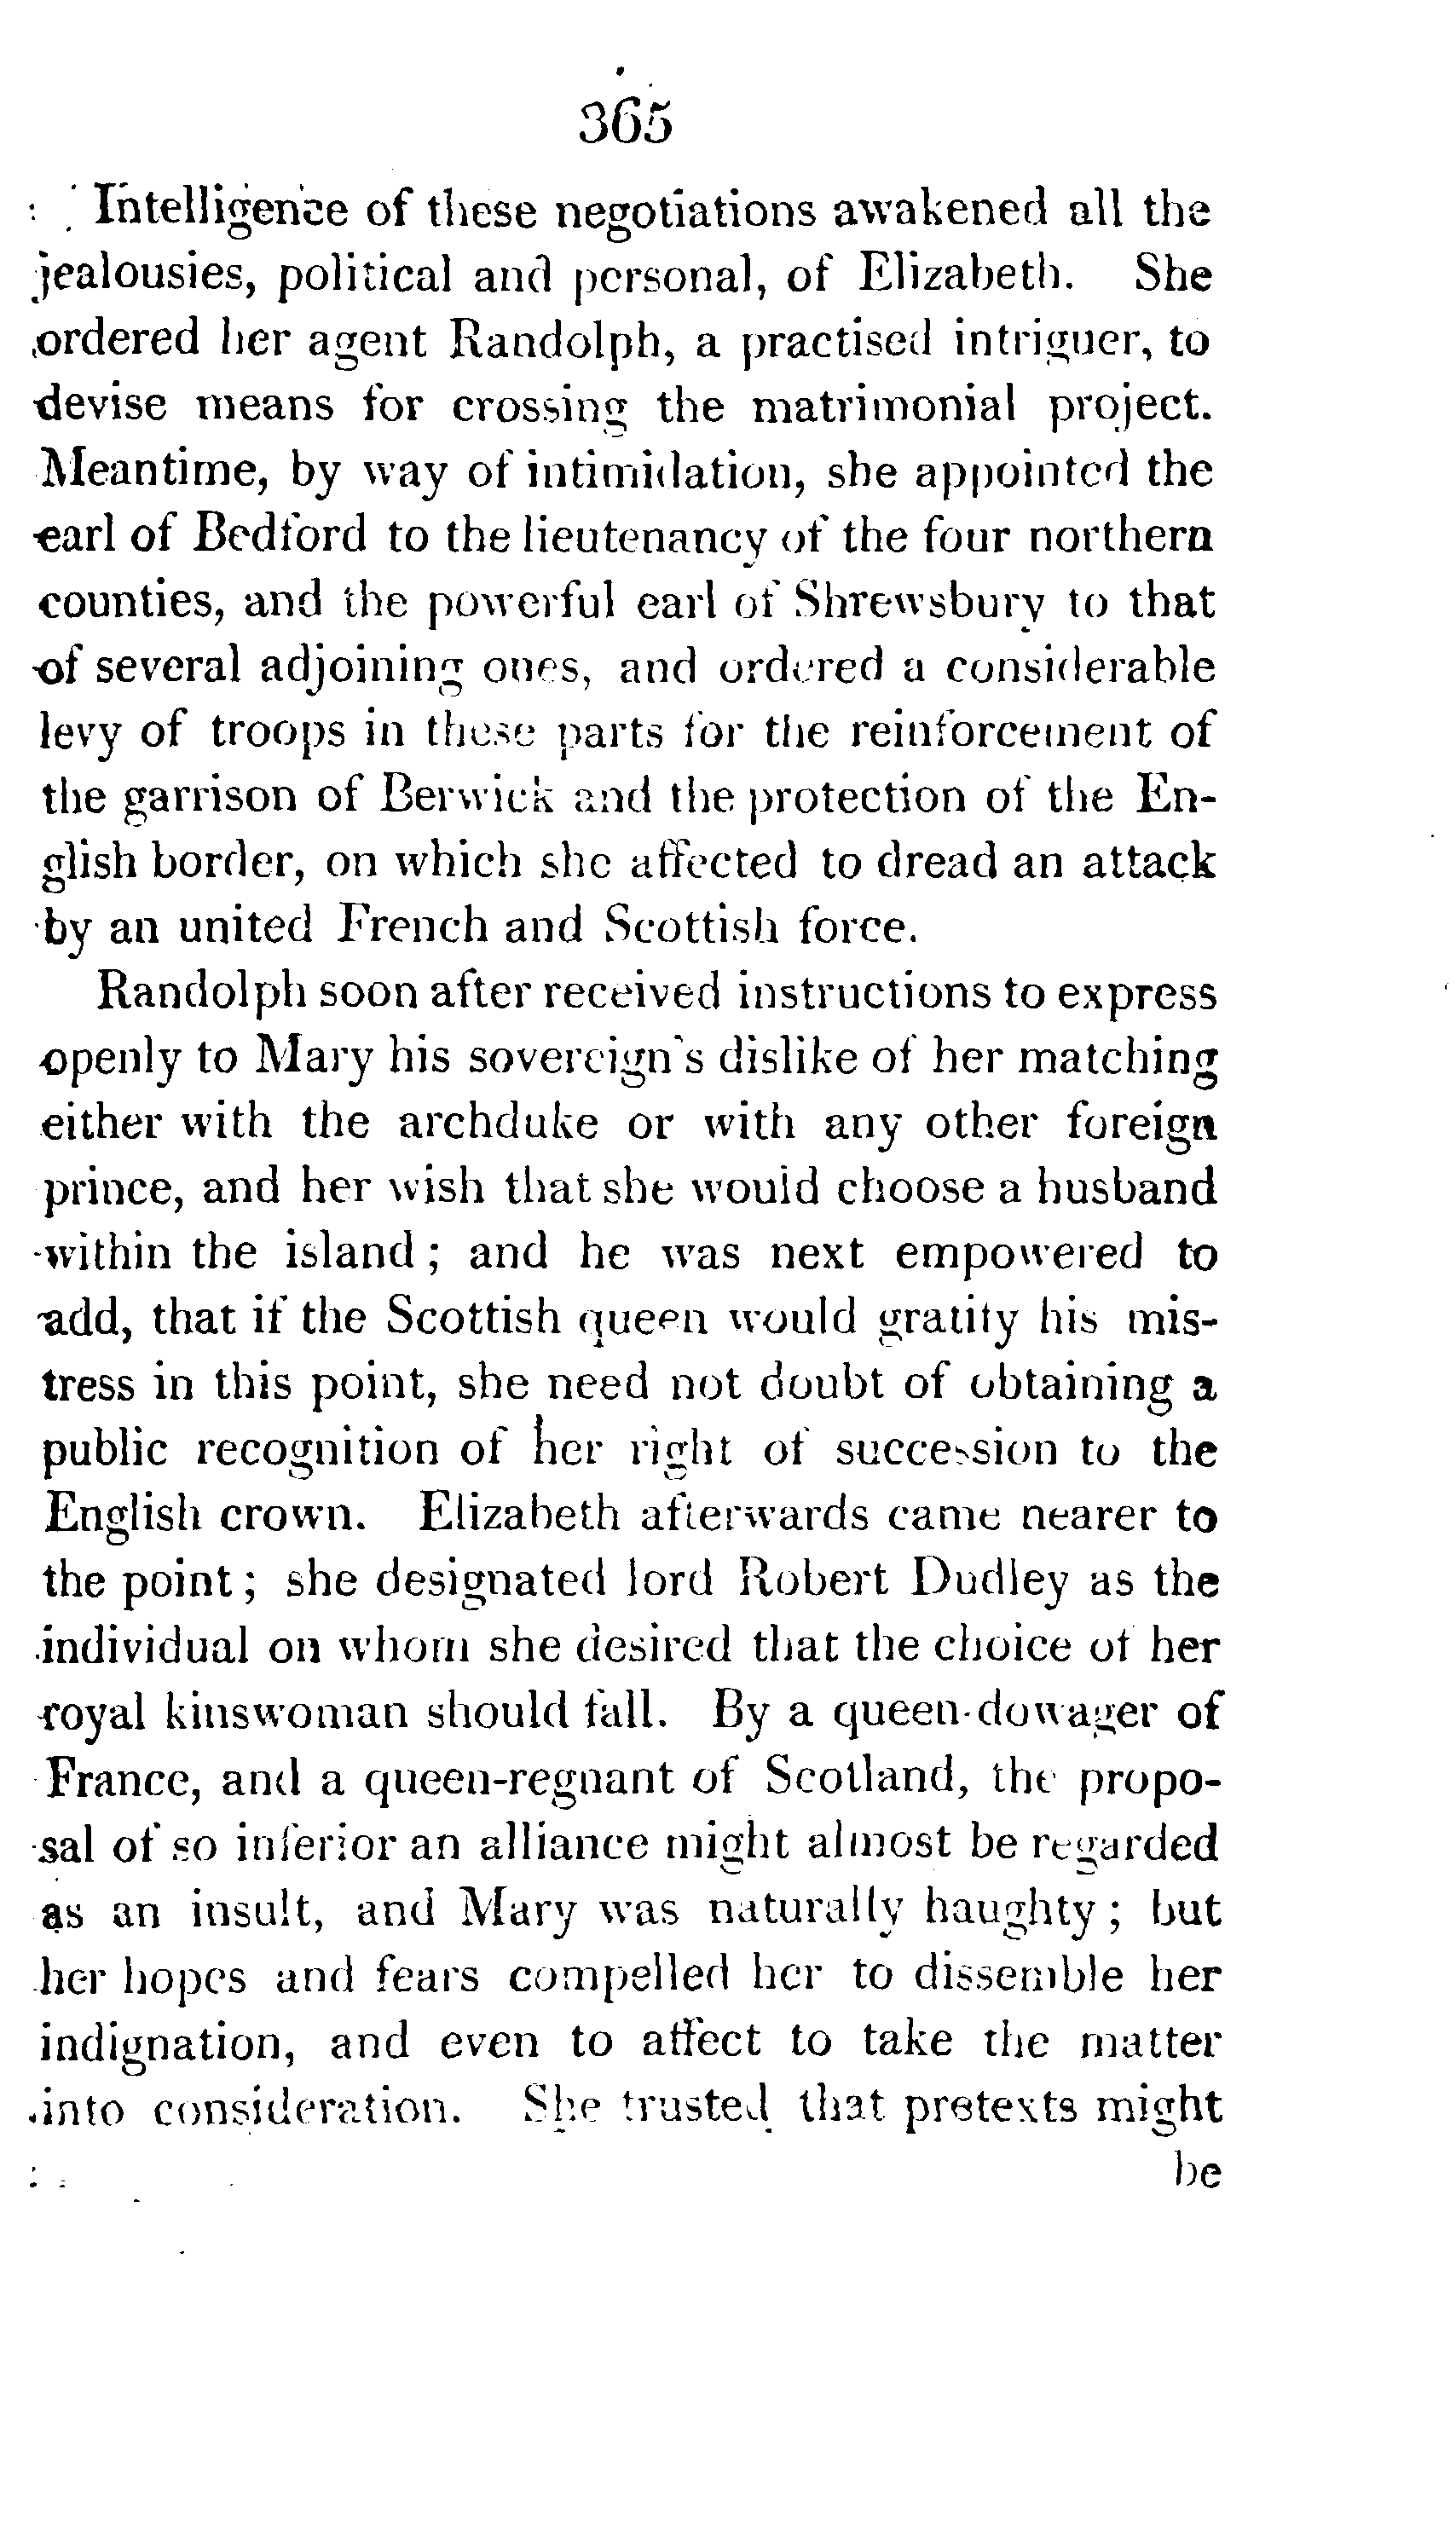 365
Intelligence of these negotiations awakened all the
jealousies, political and personal, of Elizabeth. She
ordered her agent Randolph, a practised intriguer, to
devise means for crossing the matrimonial project.
Meantime, by way of intimidation, she appointed the
earl of Bedford to the lieutenancy of the four northern
counties, and the powerful earl of Shrewsbury to that
of several adjoining ones, and ordered a considerable
levy of troops in these parts for the reinforcement of
the garrison of Berwick and the protection of the En-
glish border, on which she affected to dread an attack
by an united French and Scottish force.
Randolph soon after received instructions to express
openly to Mary his sovereign's dislike of her matching
either with the archduke or with any other foreign
prince, and her wish that she would choose a husband
within the island; and he was next empowered to
add, that if the Scottish queen would gratify his mis-
tress in this point, she need not doubt of obtaining a
public recognition of her right of succession to the
English crown. Elizabeth afterwards came nearer to
the point; she designated lord Robert Dudley as the
individual on whom she desired that the choice of her
royal kinswoman should fall. By a queen-dowager of
France, and a queen-regnant of Scotland, the propo-
sal of so inferior an alliance might almost be regarded
as an insult, and Mary was naturally haughty; but
her hopes and fears compelled her to dissemble her
indignation, and even to affect to take the matter
into consideration. She trusted that pretexts might
be